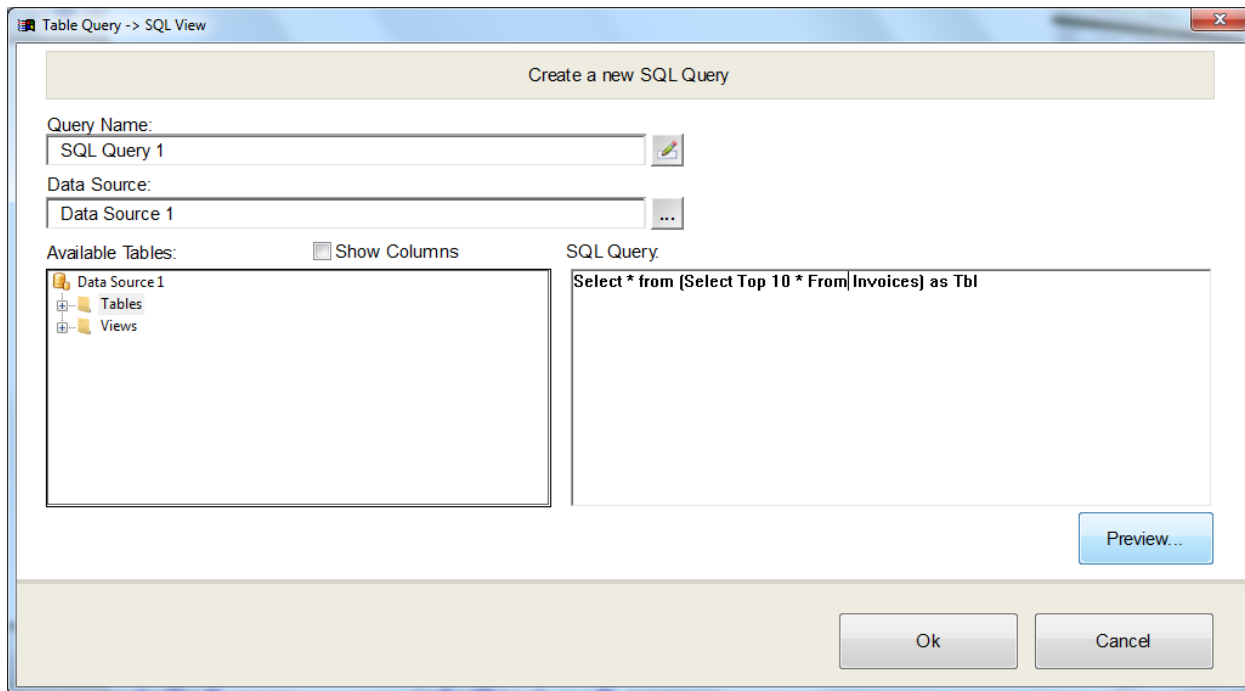 Table Query -> SQL View
x
Create a new SQL Query
Query Name:
SQL Query 1
Data Source:
Data Source 1
...
Available Tables:
Show Columns
SQL Query:
Data Source 1
Tables
Views
Select * from (Select Top 10 * From Invoices) as Tbl
Preview...
Ok
Cancel